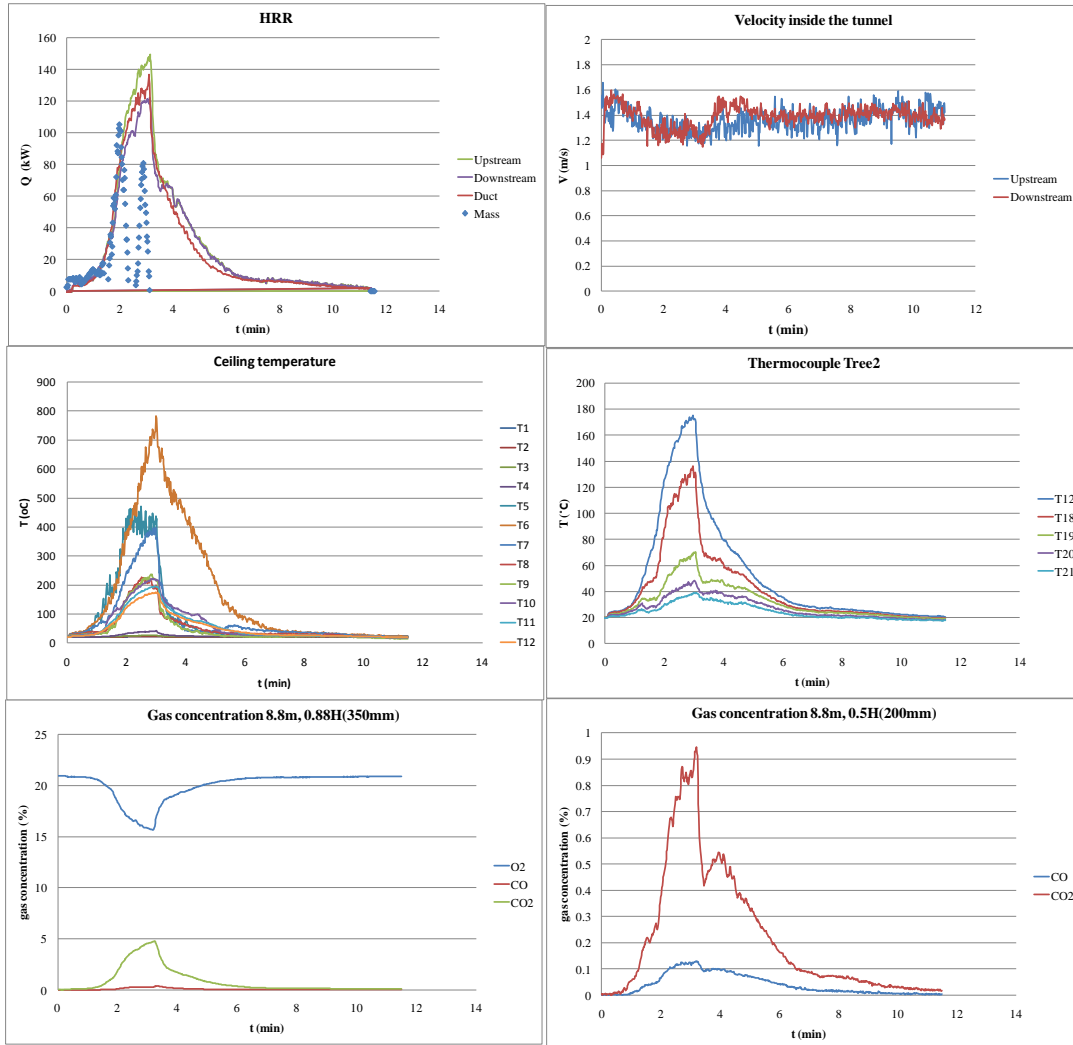 HRR
160
140
120
100
80
60
40
20
0
Q (kW)
0 2 4 6 8 10 12 14
t (min)
Upstream
Downstream
Duct
Mass
Velocity inside the tunnel
2
1.8
1.6
1.4
1.2
1
0.8
0.6
0.4
0.2
0
V (m/s)
0 2 4 6 8 10 12 14
t (min)
Upstream
Downstream
Ceiling temperature
900
800
700
600
500
400
300
200
100
0
T (oC)
0 2 4 6 8 10 12 14
t (min)
T1
T2
T3
T4
T5
T6
T7
T8
T9
T10
T11
T12
Thermocouple Tree2
200
180
160
140
120
100
80
60
40
20
0
T (°C)
0 2 4 6 8 10 12 14
t (min)
T12
T18
T19
T20
T21
Gas concentration 8.8m, 0.88H(350mm)
25
20
15
10
5
0
gas concentration (%)
0 2 4 6 8 10 12 14
t (min)
O2
CO
CO2
Gas concentration 8.8m, 0.5H(200mm)
1
0.9
0.8
0.7
0.6
0.5
0.4
0.3
0.2
0.1
0
gas concentration (%)
0 2 4 6 8 10 12 14
t (min)
CO
CO2